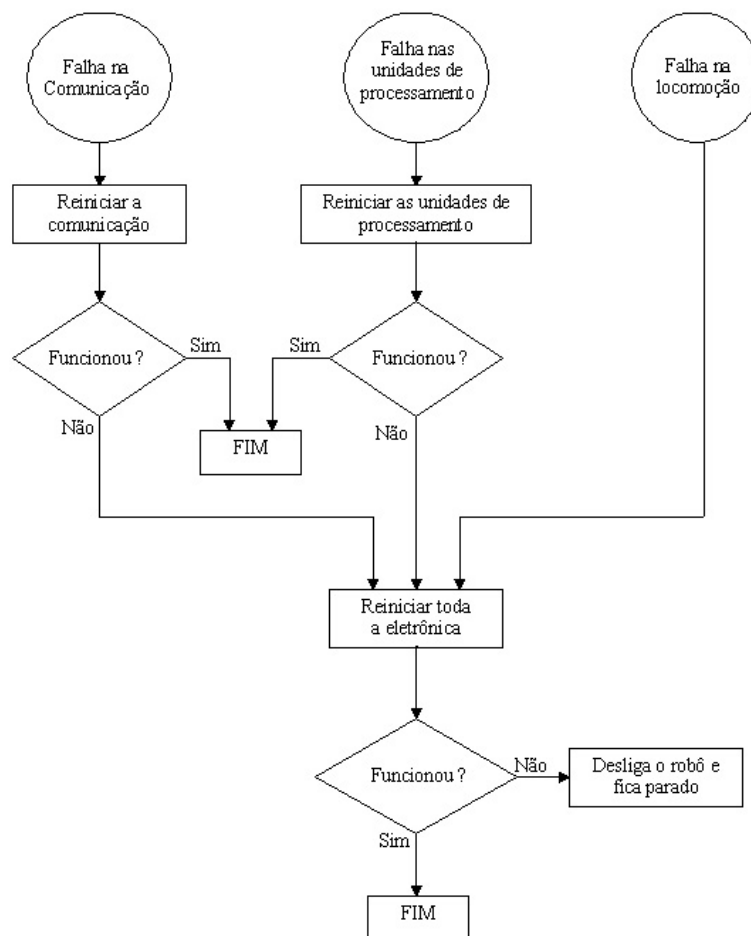 Falha na
Comunicação
Falha nas
unidades de
processamento
Falha na
locomoção
Reiniciar a
comunicação
Reiniciar as unidades de
processamento
Funcionou ?
Sim
Sim
Funcionou ?
Não
FIM
Não
Reiniciar toda
a eletrônica
Funcionou ?
Não
Desliga o robô e
fica parado
Sim
FIM